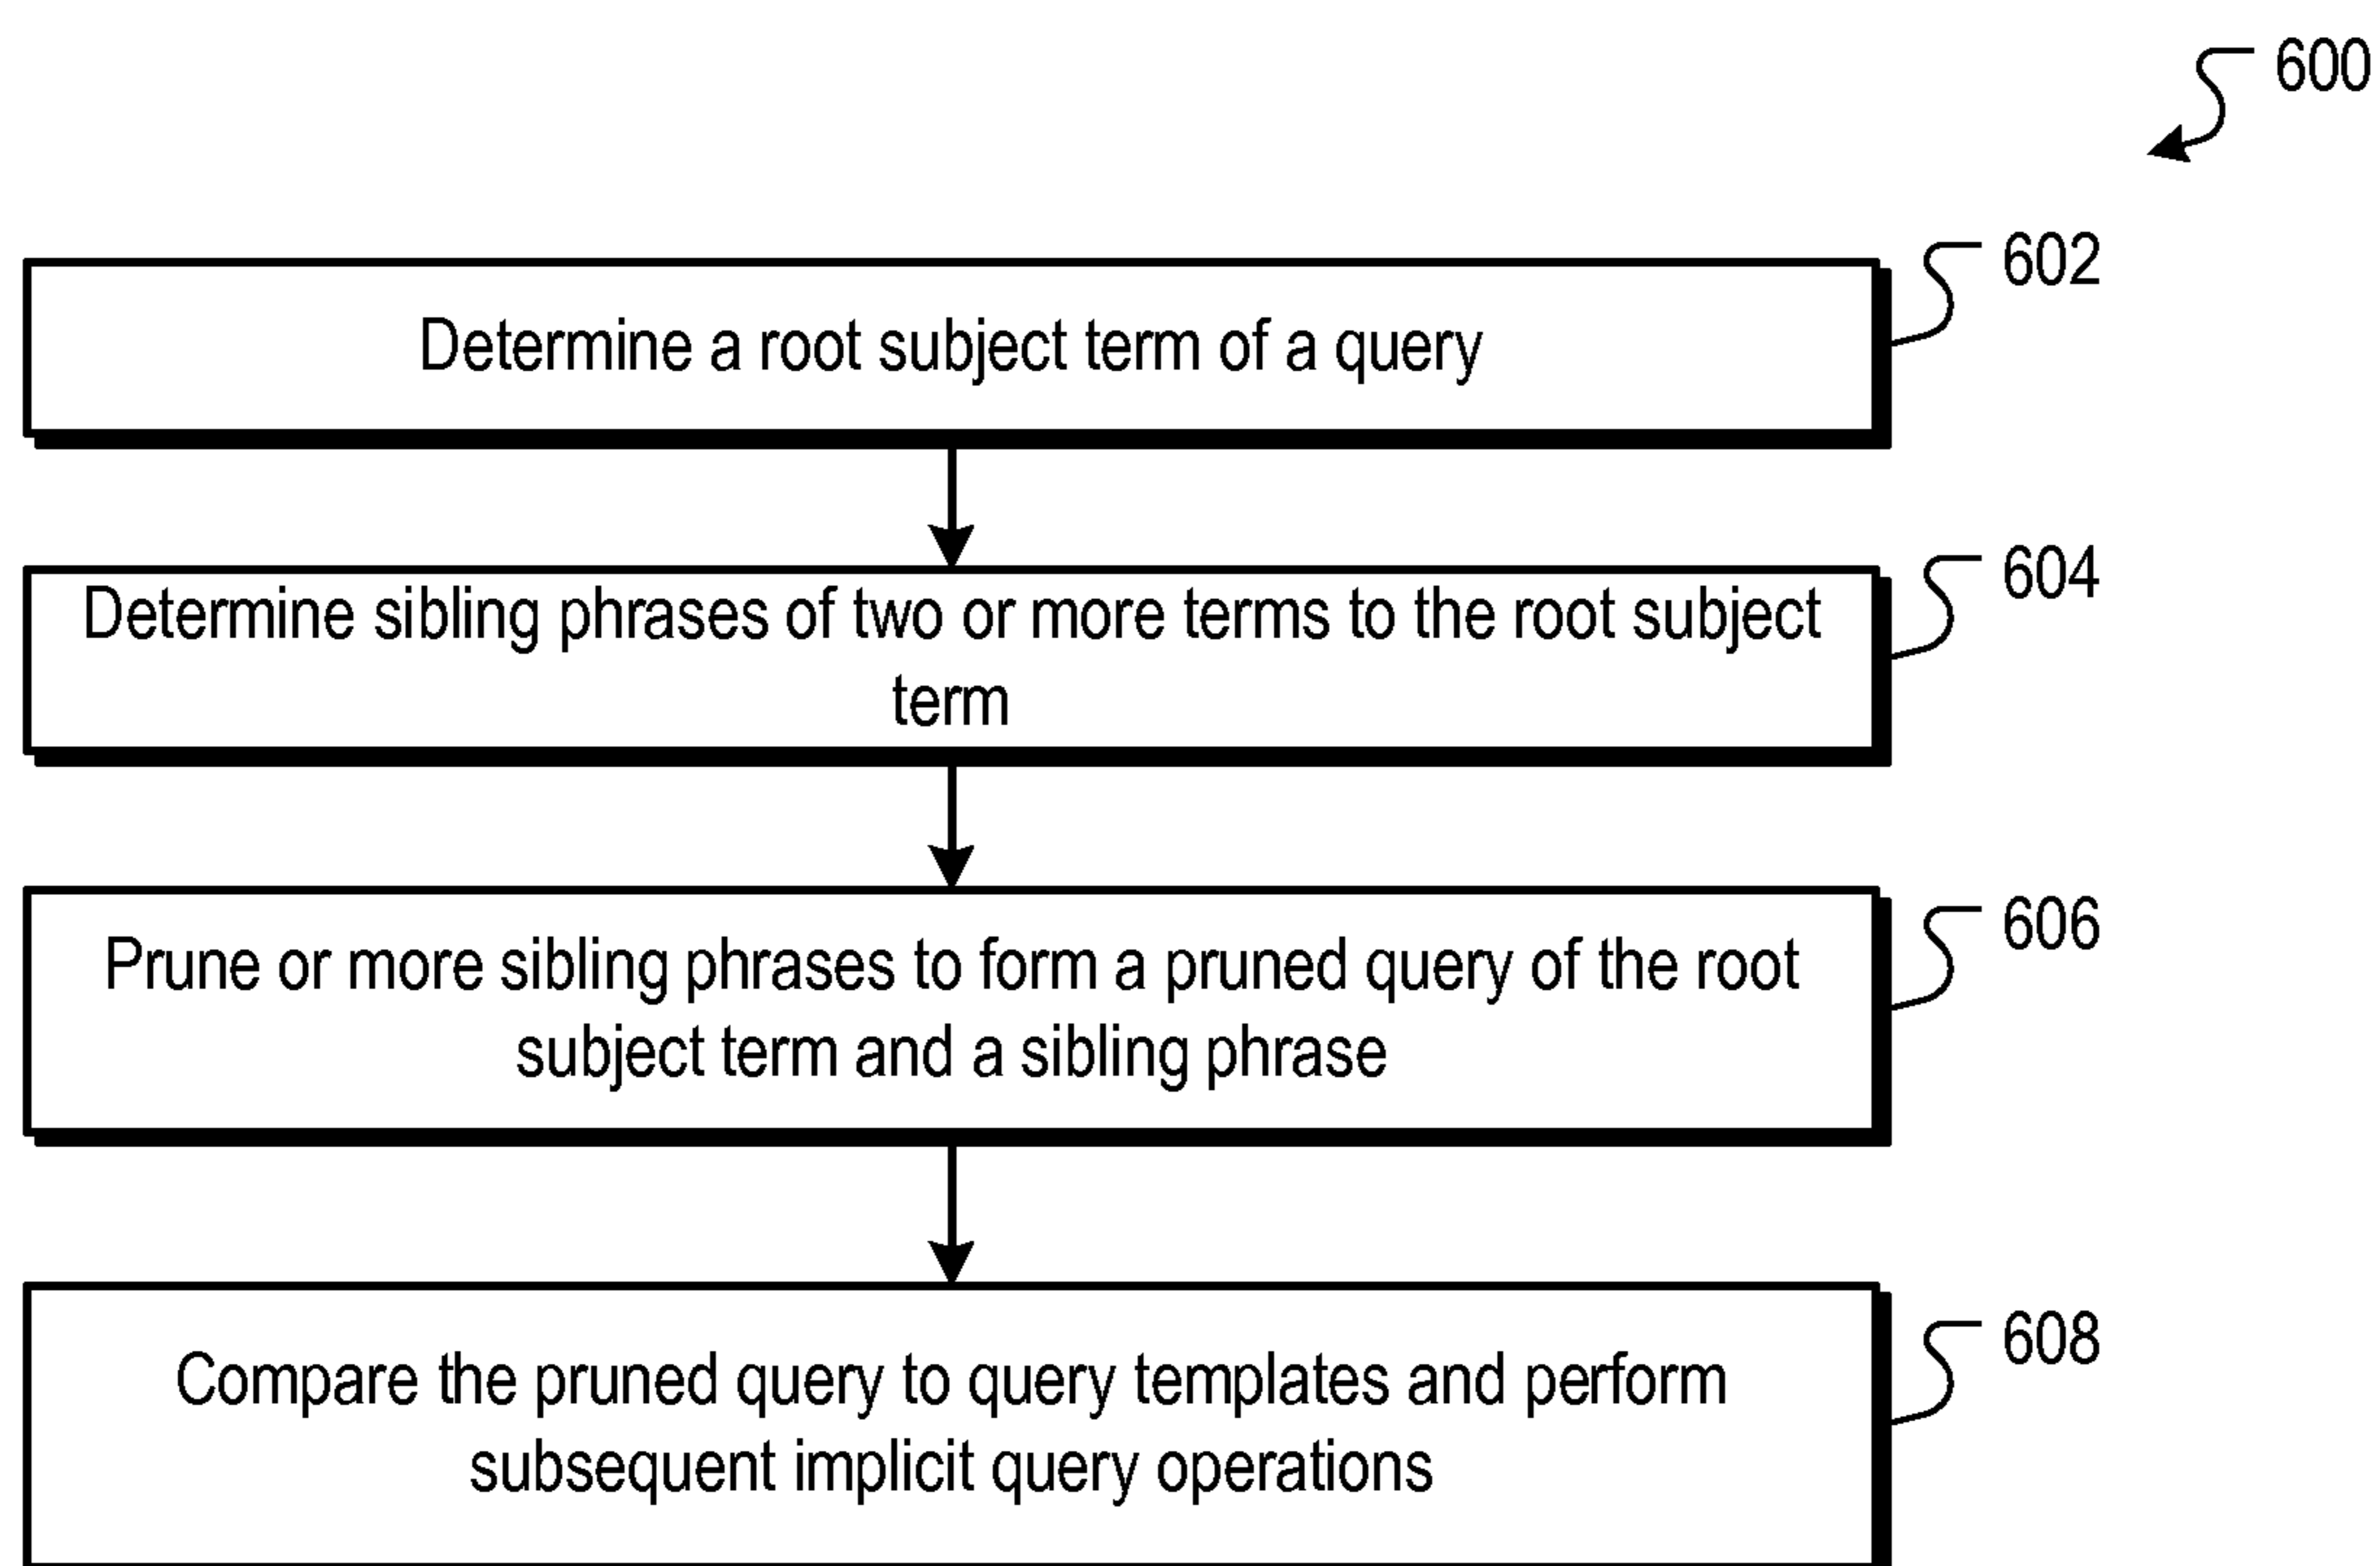 600
602
Determine a root subject term of a query
604
Determine sibling phrases of two or more terms to the root subject
term
606
Prune or more sibling phrases to form a pruned query of the root
subject term and a sibling phrase
608
Compare the pruned query to query templates and perform
subsequent implicit query operations